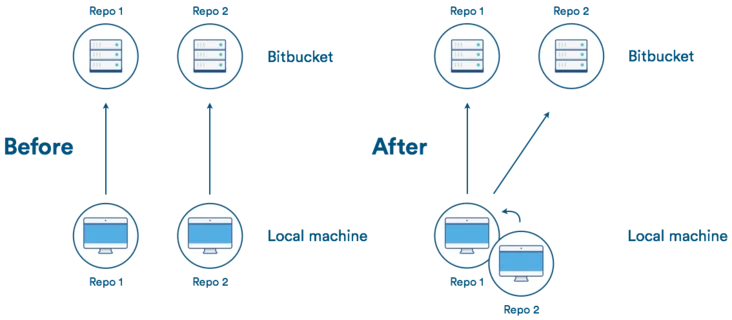 Repo 1
Repo 2
Bitbucket
Before
Local machine
Repo 1
Repo 2
Repo 1
Repo 2
Bitbucket
After
Local machine
Repo 1
Repo 2